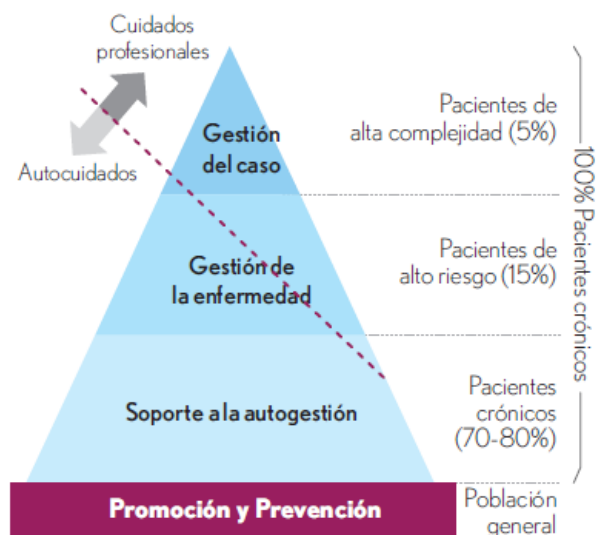 Cuidados
profesionales
Autocuidados
Gestión
del caso
Pacientes de
alta complejidad (5%)
Gestión de
la enfermedad
Pacientes de
alto riesgo (15%)
Soporte a la autogestión
Pacientes
crónicos
(70-80%)
100% Pacientes crónicos
Promoción y Prevención
Población
general